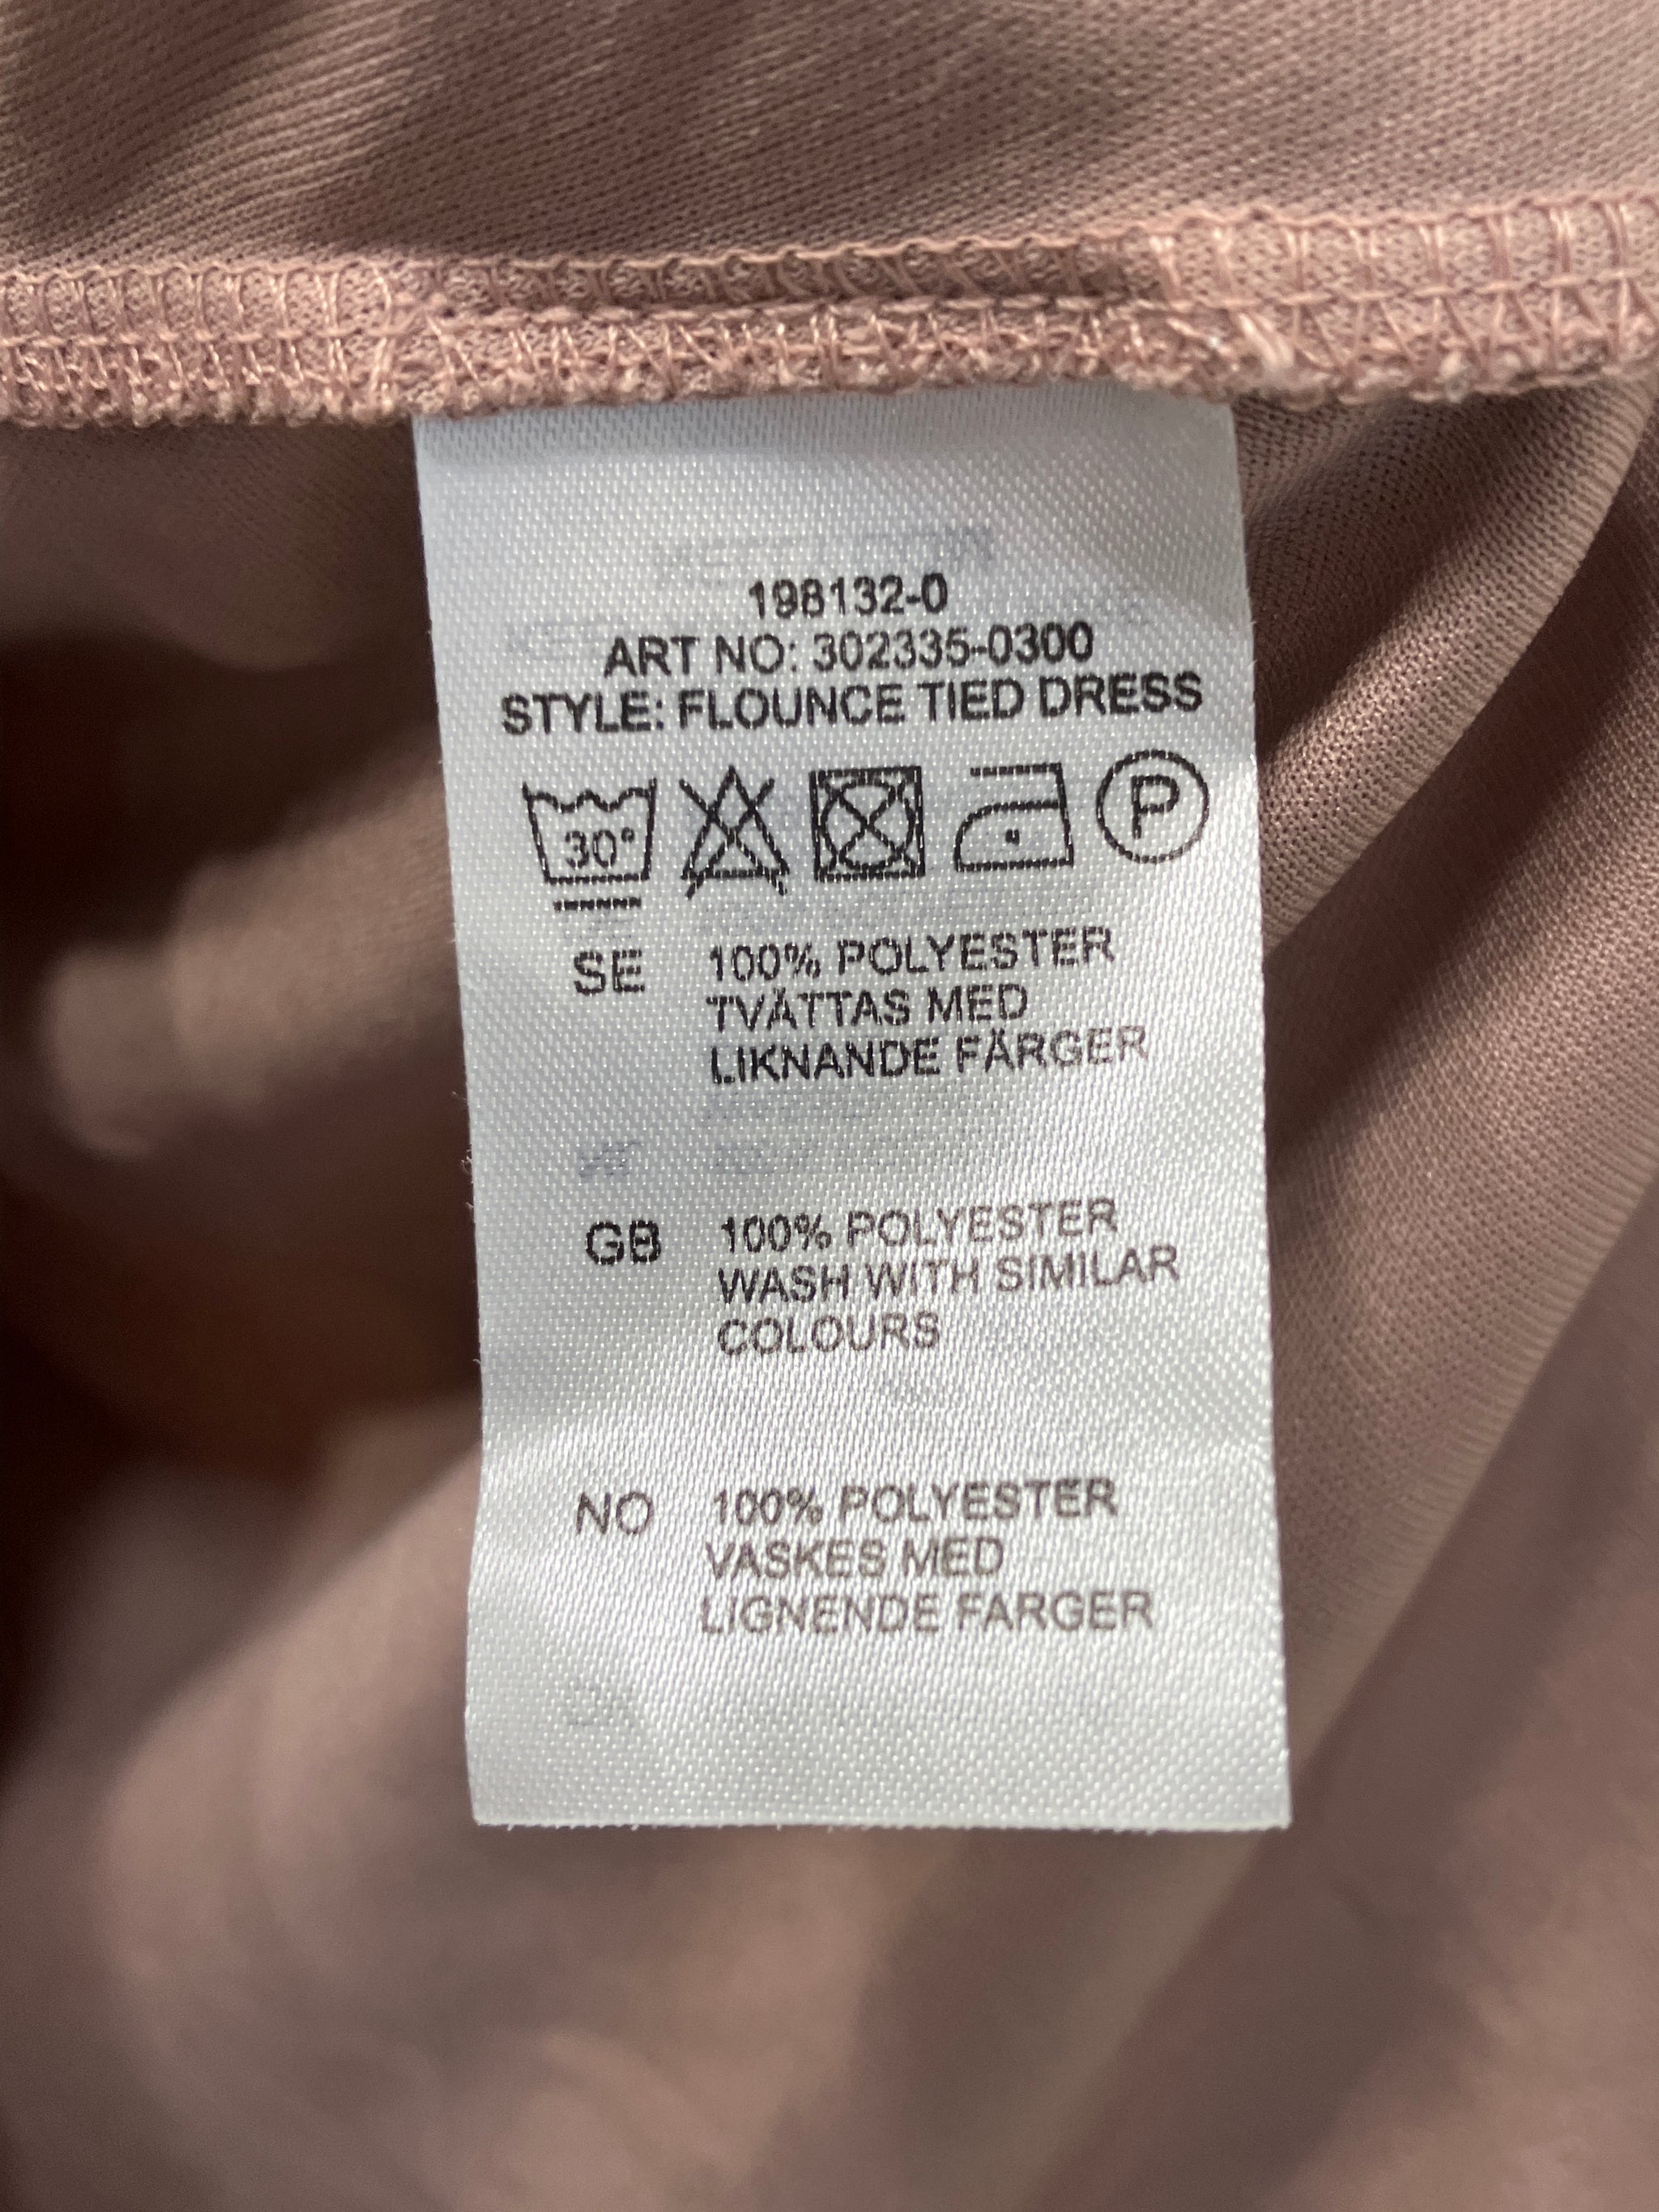 198132-0
ART NO: 302335-0300
STYLE: FLOUNCE TIED DRESS
30°
P
SE 100% POLYESTER
TVÄTTAS MED
LIKNANDE FÄRGER
GB 100% POLYESTER
WASH WITH SIMILAR
COLOURS
NO 100% POLYESTER
VASKES MED
LIGNENDE FARGER